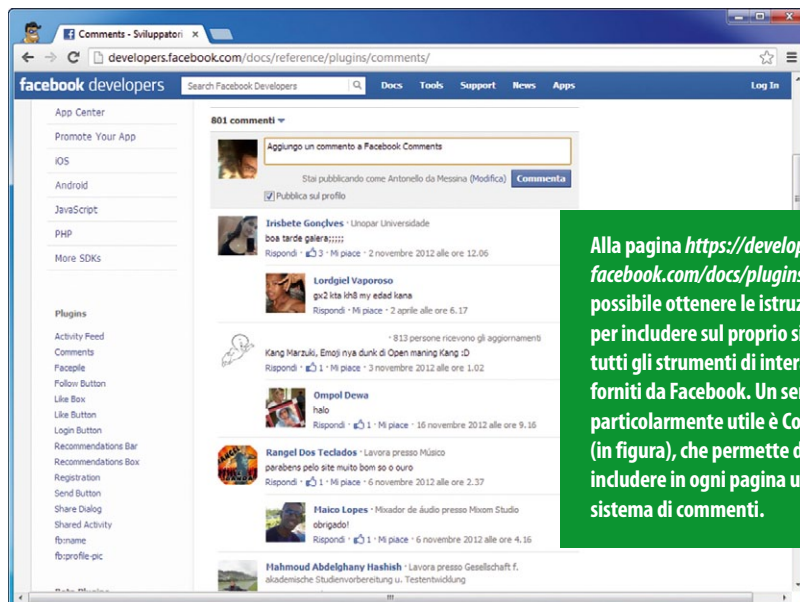 Comments - Sviluppatori
developers.facebook.com/docs/reference/plugins/comments/
facebook developers
Search Facebook Developers
Docs Tools Support News Apps
Log In
App Center
Promote Your App
iOS
Android
JavaScript
PHP
More SDKs
Plugins
Activity Feed
Comments
Facepile
Follow Button
Like Box
Like Button
Login Button
Recommendations Bar
Recommendations Box
Registration
Send Button
Share Dialog
Shared Activity
fb:name
fb:profile-pic
801 commenti
Aggiungo un commento a Facebook Comments
Stai pubblicando come Antonello da Messina (Modifica) Commenta
Pubblica sul profilo
Irisbete Gonçlves · Unopar Universidade
boa tarde galera;;;;;
Rispondi · 3 · Mi piace · 2 novembre 2012 alle ore 12.06
Lordgiel Vaporoso
gx2 kta kh8 my edad kana
Rispondi · Mi piace · 2 aprile alle ore 6.17
· 813 persone ricevono gli aggiornamenti
Kang Marzuki, Emoji nya dunk di Open maning Kang :D
Rispondi · 1 · Mi piace · 3 novembre 2012 alle ore 1.02
Ompol Dewa
halo
Rispondi · 1 · Mi piace · 16 novembre 2012 alle ore 9.16
Rangel Dos Teclados · Lavora presso Músico
parabens pelo site muito bom so o ouro
Rispondi · 1 · Mi piace · 6 novembre 2012 alle ore 2.37
Maico Lopes · Mixador de áudio presso Mixom Studio
obrigado!
Rispondi · 1 · Mi piace · 6 novembre 2012 alle ore 4.16
Mahmoud Abdelghany Hashish · Lavora presso Gesellschaft f.
akademische Studienvorbereitung u. Testentwicklung
Alla pagina https://develop
facebook.com/docs/plugins
possibile ottenere le istruz
per includere sul proprio si
tutti gli strumenti di inter
forniti da Facebook. Un ser
particolarmente utile è Co
(in figura), che permette d
includere in ogni pagina u
sistema di commenti.